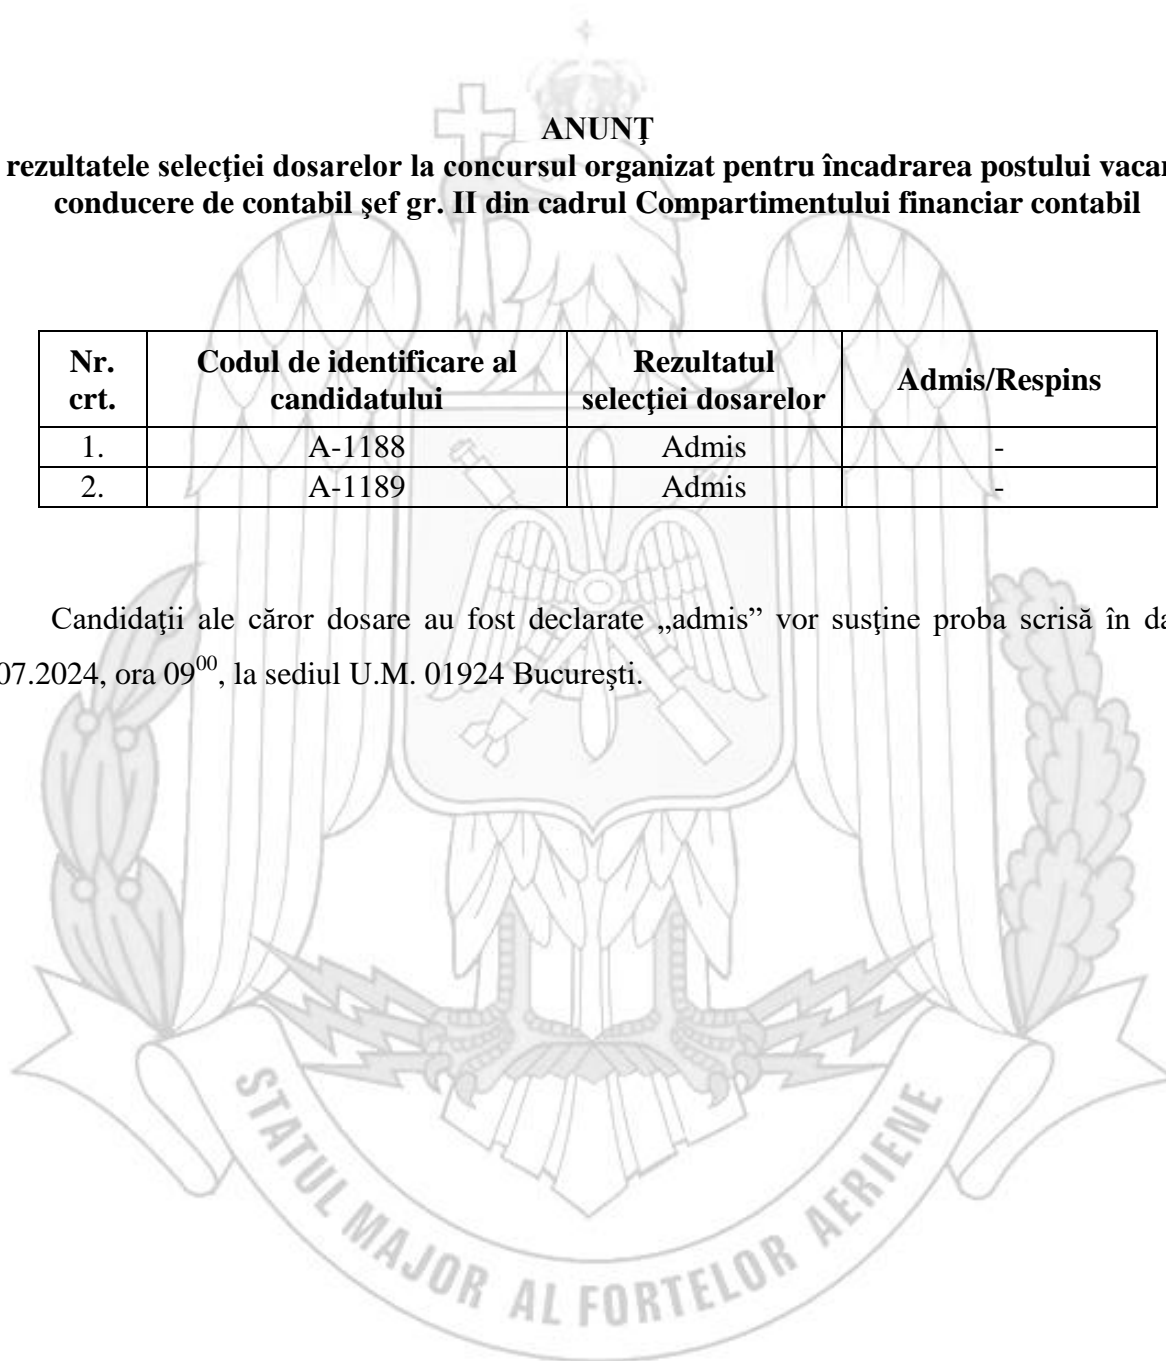 ANUNŢ
rezultatele selecţiei dosarelor la concursul organizat pentru încadrarea postului vacan
conducere de contabil şef gr. II din cadrul Compartimentului financiar contabil
Nr. crt. Codul de identificare al candidatului Rezultatul selecţiei dosarelor Admis/Respins
1. A-1188 Admis -
2. A-1189 Admis -
Candidaţii ale căror dosare au fost declarate „admis” vor susţine proba scrisă în da
07.2024, ora 09⁰⁰, la sediul U.M. 01924 Bucureşti.
STATUL MAJOR AL FORTELOR AERIENE